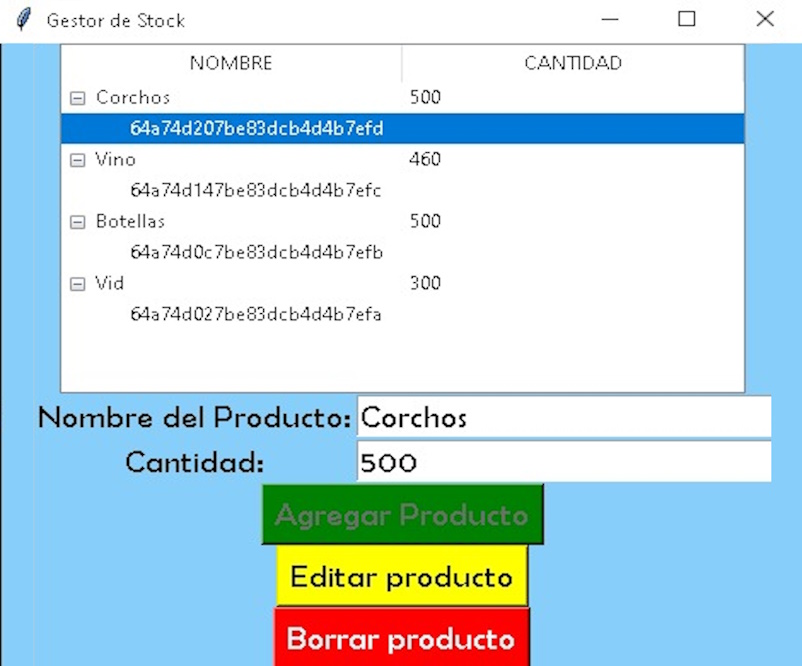 Gestor de Stock
NOMBRE CANTIDAD
Corchos 500
64a74d207be83dcb4d4b7efd
Vino 460
64a74d147be83dcb4d4b7efc
Botellas 500
64a74d0c7be83dcb4d4b7efb
Vid 300
64a74d027be83dcb4d4b7efa
Nombre del Producto: Corchos
Cantidad: 500
Agregar Producto
Editar producto
Borrar producto